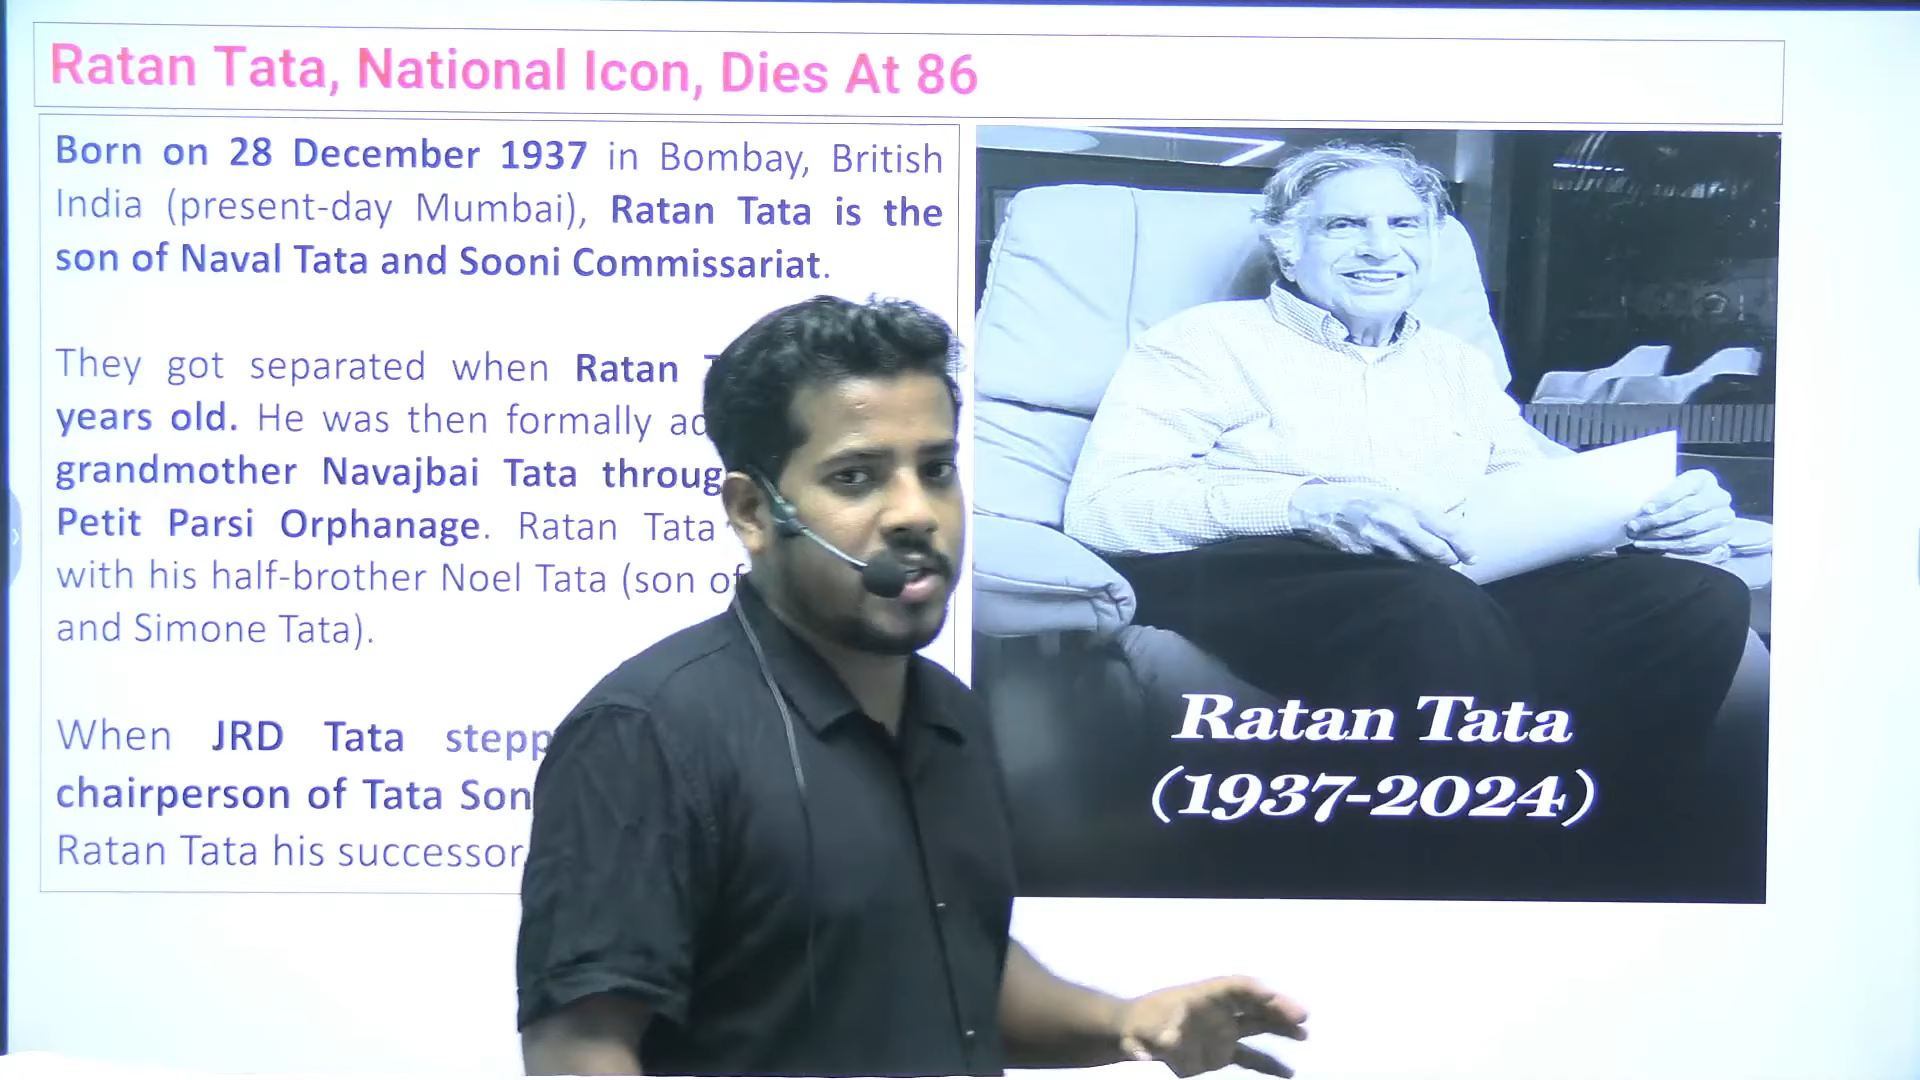 Ratan Tata, National Icon, Dies At 86
Born on 28 December 1937 in Bombay, British
India (present-day Mumbai), Ratan Tata is the
son of Naval Tata and Sooni Commissariat.
They got separated when Ratan
years old. He was then formally
grandmother Navajbai Tata
Petit Parsi Orphanage. Ratan Tata
with his half-brother Noel Tata (son of
and Simone Tata).
When JRD Tata
chairperson of Tata
Ratan Tata his successor
Ratan Tata
(1937-2024)